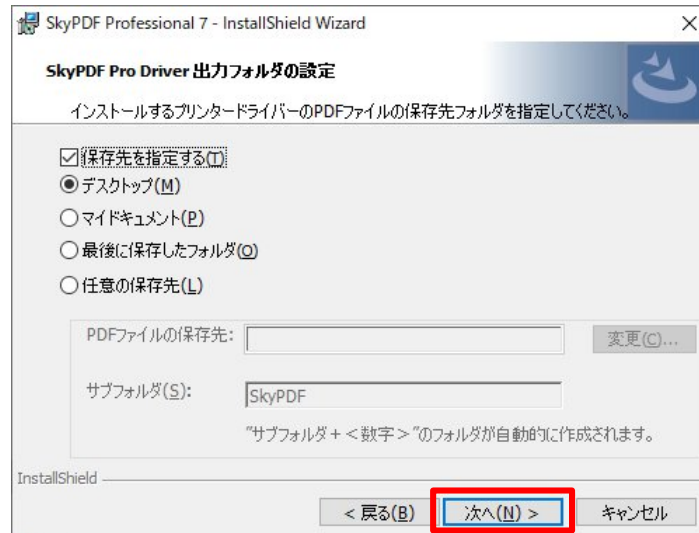 SkyPDF Professional 7 - InstallShield Wizard
SkyPDF Pro Driver 出力フォルダの設定
インストールするプリンタードライバーのPDFファイルの保存先フォルダを指定してください。
保存先を指定する(T)
デスクトップ(M)
マイドキュメント(P)
最後に保存したフォルダ(O)
任意の保存先(L)
PDFファイルの保存先:
変更(C)...
サブフォルダ(S):
SkyPDF
"サブフォルダ+<数字>"のフォルダが自動的に作成されます。
InstallShield
< 戻る(B)
次へ(N) >
キャンセル